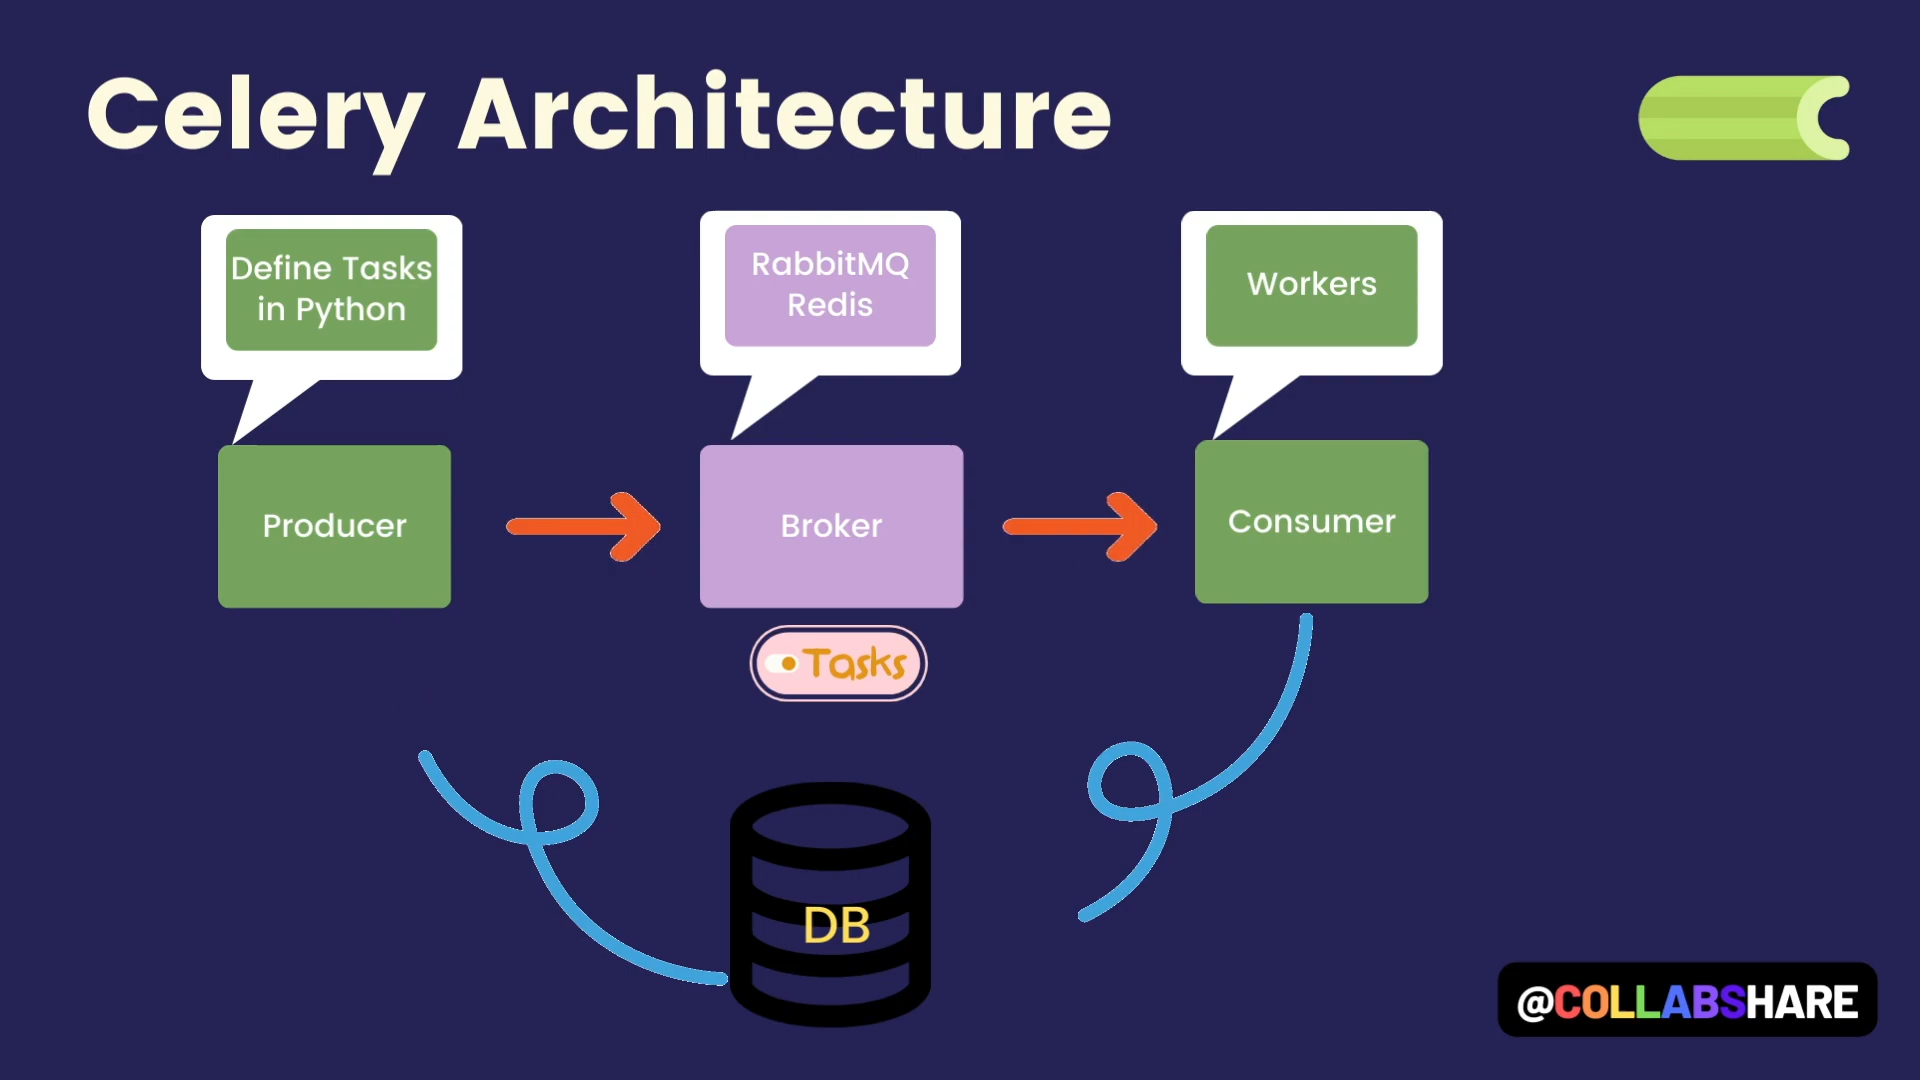 Celery Architecture
Define Tasks
in Python
RabbitMQ
Redis
Workers
Producer
Broker
Consumer
Tasks
DB
@COLLABSHARE